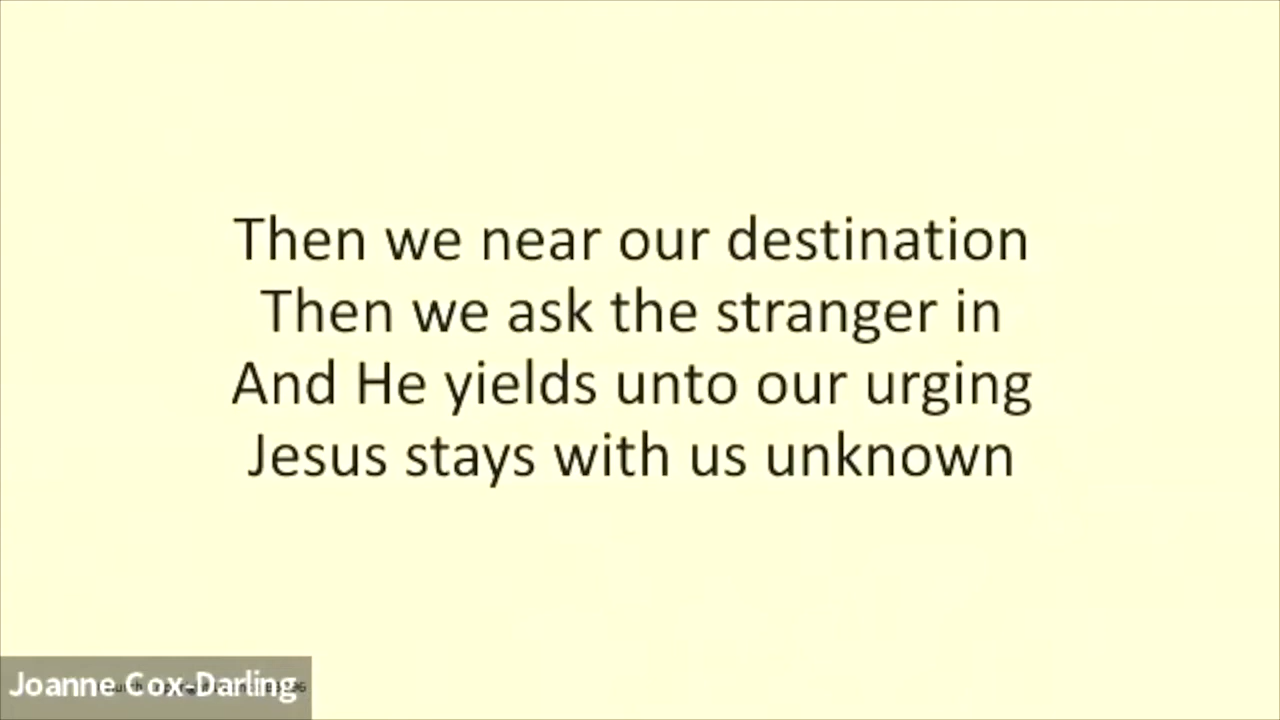 Then we near our destination
Then we ask the stranger in
And He yields unto our urging
Jesus stays with us unknown
Joanne Cox-Darling